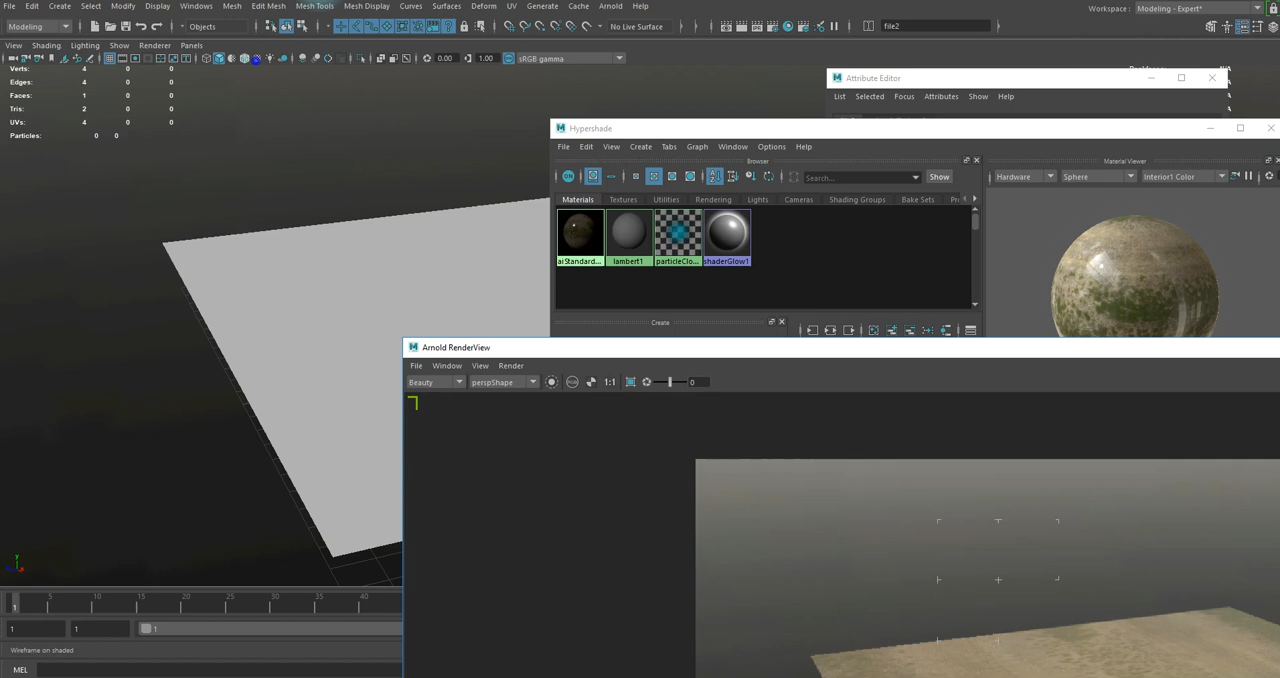 File Edit Create Select Modify Display Windows Mesh Edit Mesh Mesh Tools Mesh Display Curves Surfaces Deform UV Generate Cache Arnold Help
Workspace : Modeling - Expert*
Modeling Objects No Live Surface file2
View Shading Lighting Show Renderer Panels
0.00 1.00 sRGB gamma
Verts: 4 0 0
Edges: 4 0 0
Faces: 1 0 0
Tris: 2 0 0
UVs: 4 0 0
Particles: 0 0
Attribute Editor
List Selected Focus Attributes Show Help
Hypershade
File Edit View Create Tabs Graph Window Options Help
Browser
Material Viewer
Search... Show
Hardware Sphere Interior1 Color
Materials Textures Utilities Rendering Lights Cameras Shading Groups Bake Sets Pr
aiStandard... lambert1 particleClo... shaderGlow1
Create
Arnold RenderView
File Window View Render
Beauty perspShape 1:1 0
y
1 5 10 15 20 25 30 35 40
1 1 1
Wireframe on shaded
MEL